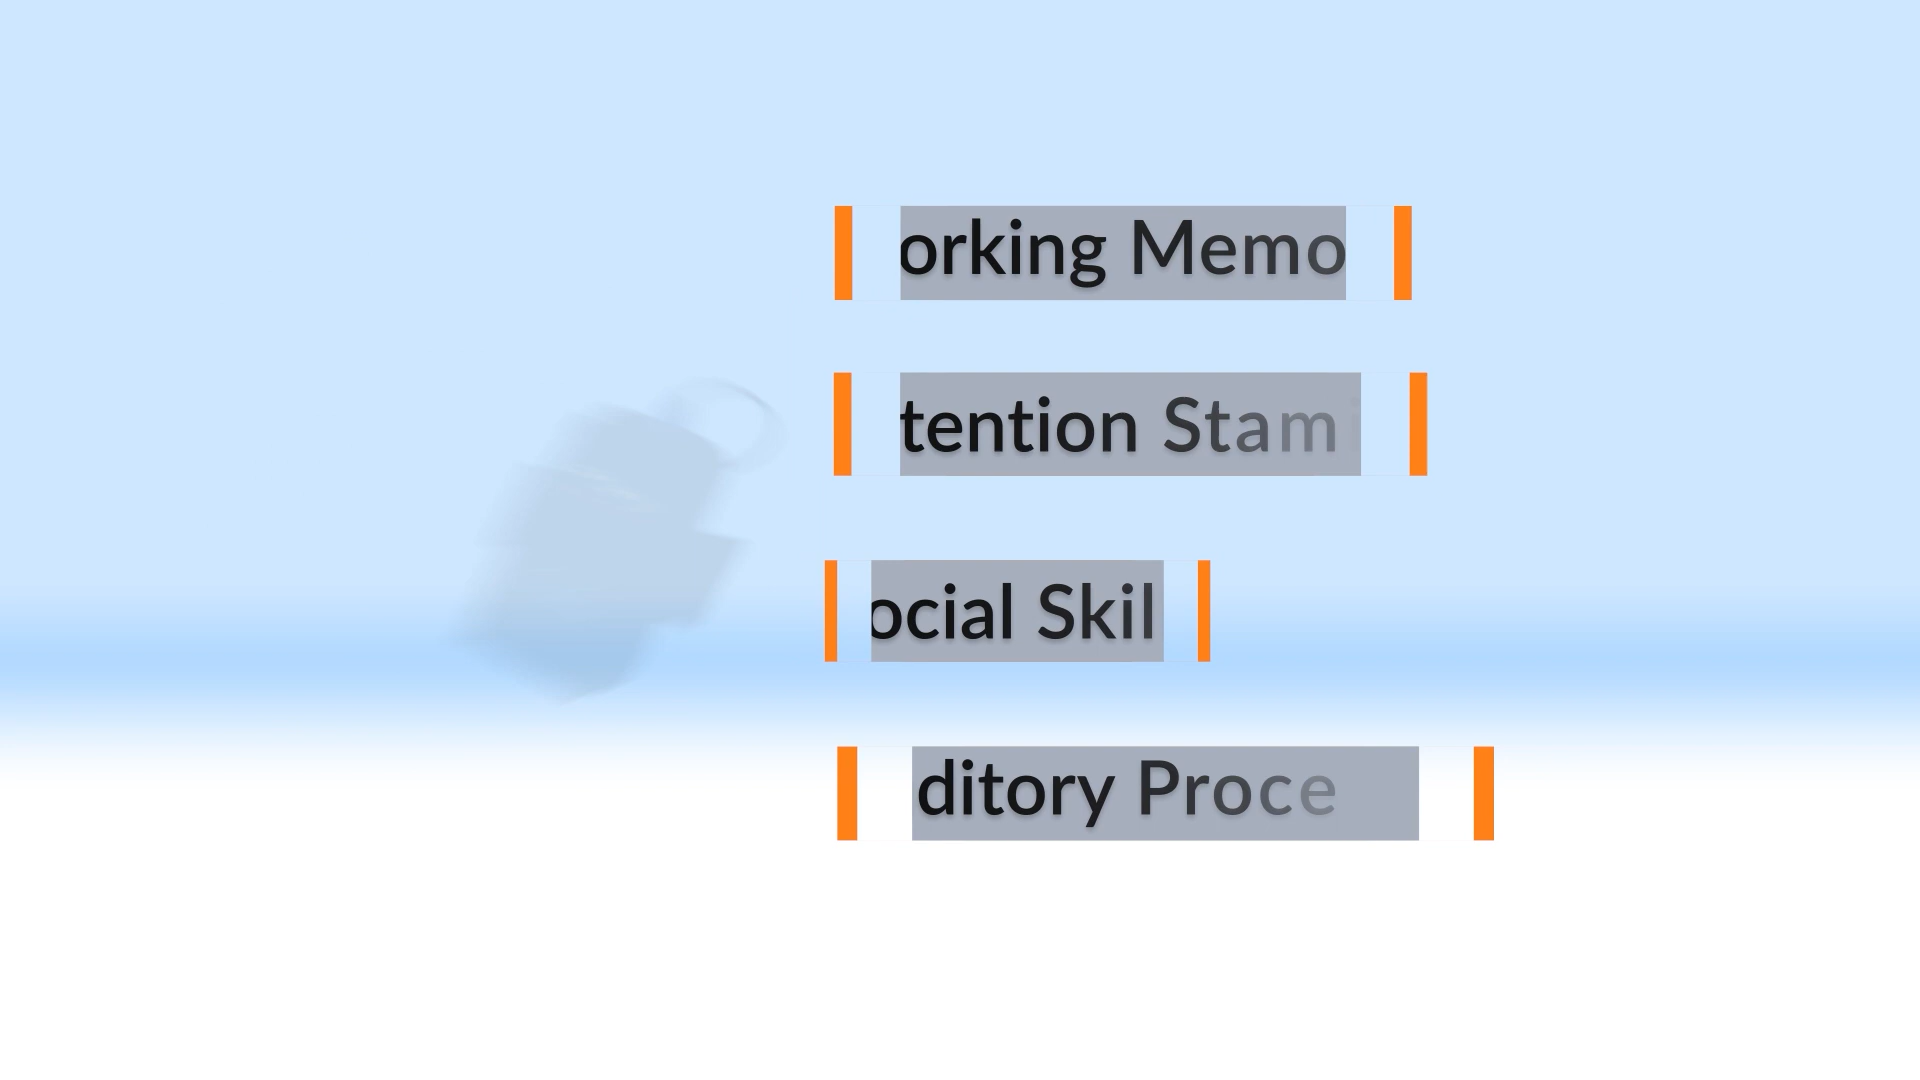 orking Memo
tention Stam
ocial Skil
ditory Proce